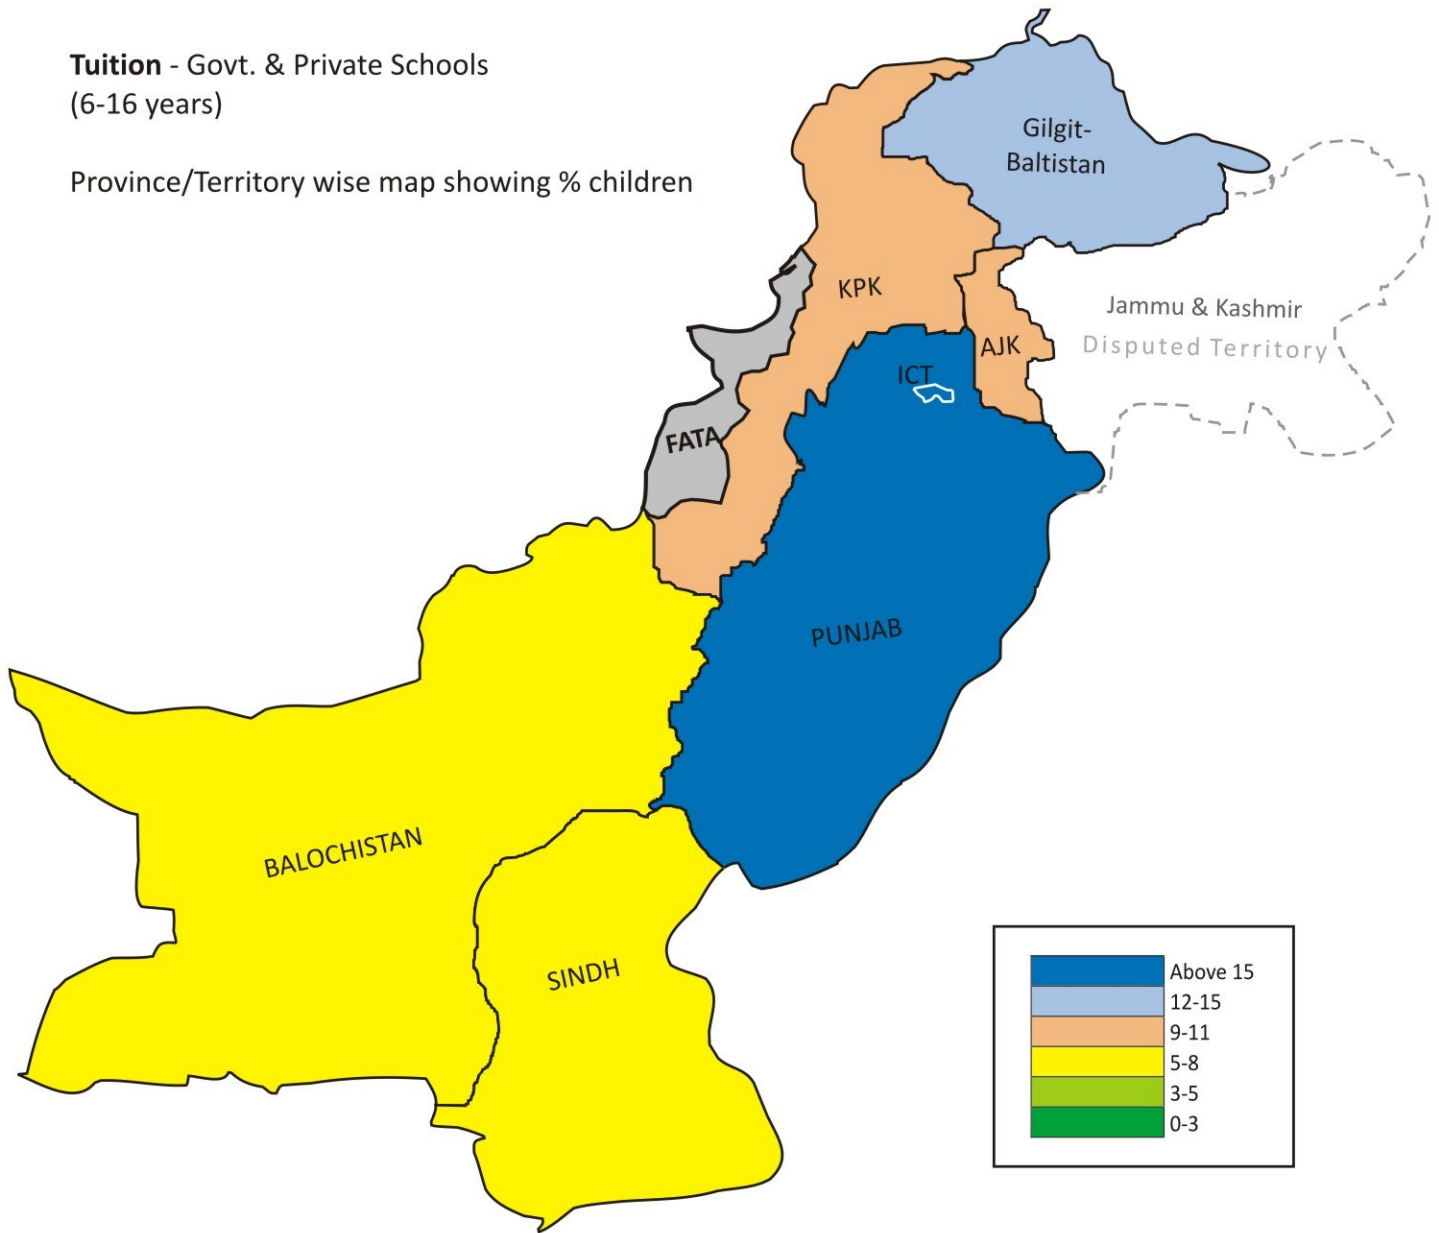 Tuition - Govt. & Private Schools
(6-16 years)
Province/Territory wise map showing % children
Gilgit-
Baltistan
KPK
Jammu & Kashmir
Disputed Territory
AJK
ICT
FATA
PUNJAB
BALOCHISTAN
SINDH
Above 15
12-15
9-11
5-8
3-5
0-3